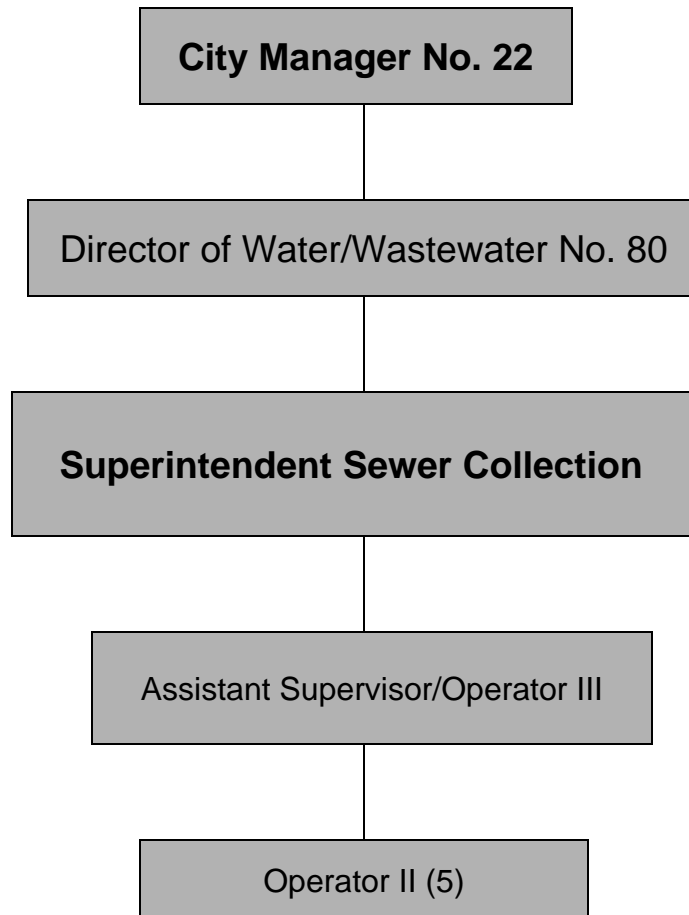 City Manager No. 22
Director of Water/Wastewater No. 80
Superintendent Sewer Collection
Assistant Supervisor/Operator III
Operator II (5)